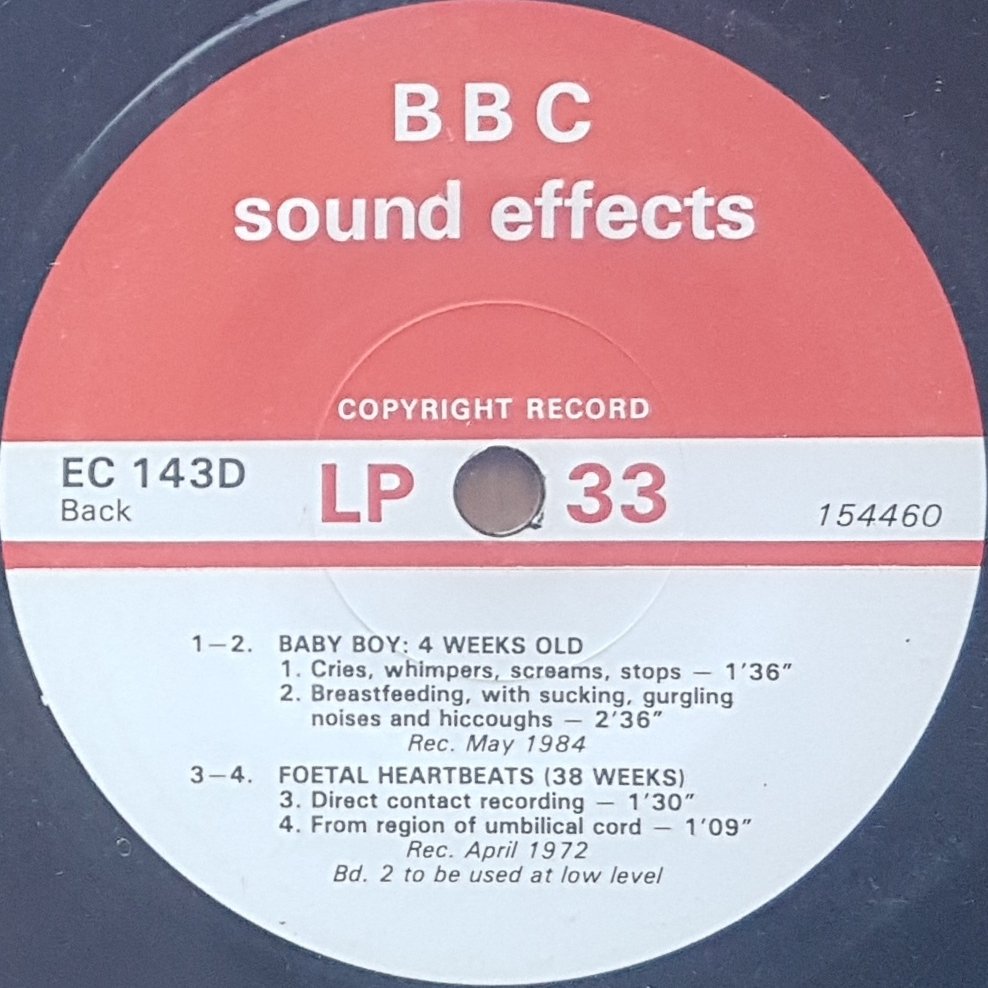 BBC
sound effects
COPYRIGHT RECORD
EC 143D
Back
LP 33
154460
1–2. BABY BOY: 4 WEEKS OLD
1. Cries, whimpers, screams, stops — 1'36"
2. Breastfeeding, with sucking, gurgling
noises and hiccoughs — 2'36"
Rec. May 1984
3–4. FOETAL HEARTBEATS (38 WEEKS)
3. Direct contact recording — 1'30"
4. From region of umbilical cord — 1'09"
Rec. April 1972
Bd. 2 to be used at low level